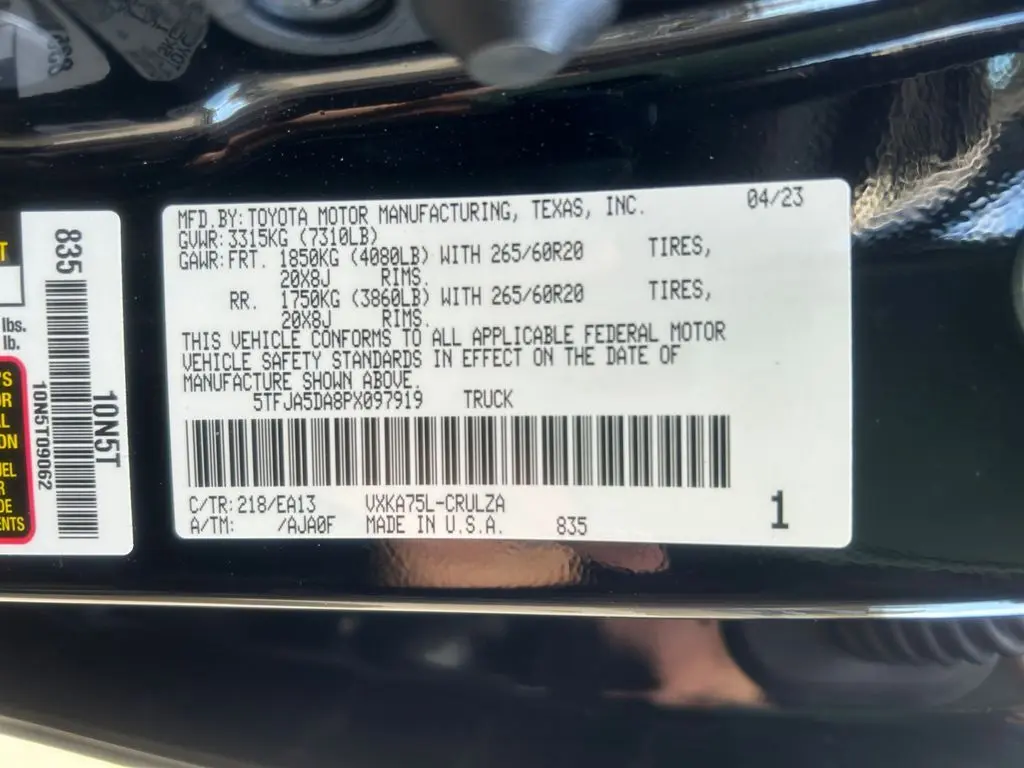 MFD.BY: TOYOTA MOTOR MANUFACTURING, TEXAS, INC. 04/23
GVWR: 3315KG (7310LB)
GAWR: FRT. 1850KG (4080LB) WITH 265/60R20 TIRES,
20X8J RIMS.
RR. 1750KG (3860LB) WITH 265/60R20 TIRES,
20X8J RIMS.
THIS VEHICLE CONFORMS TO ALL APPLICABLE FEDERAL MOTOR
VEHICLE SAFETY STANDARDS IN EFFECT ON THE DATE OF
MANUFACTURE SHOWN ABOVE.
5TFJA5DA8PX097919 TRUCK
C/TR: 218/EA13 VXKA75L-CRULZA
A/TM: /AJA0F MADE IN U.S.A. 835
1
835
10N5T
10N5T09062
lbs.
lb.